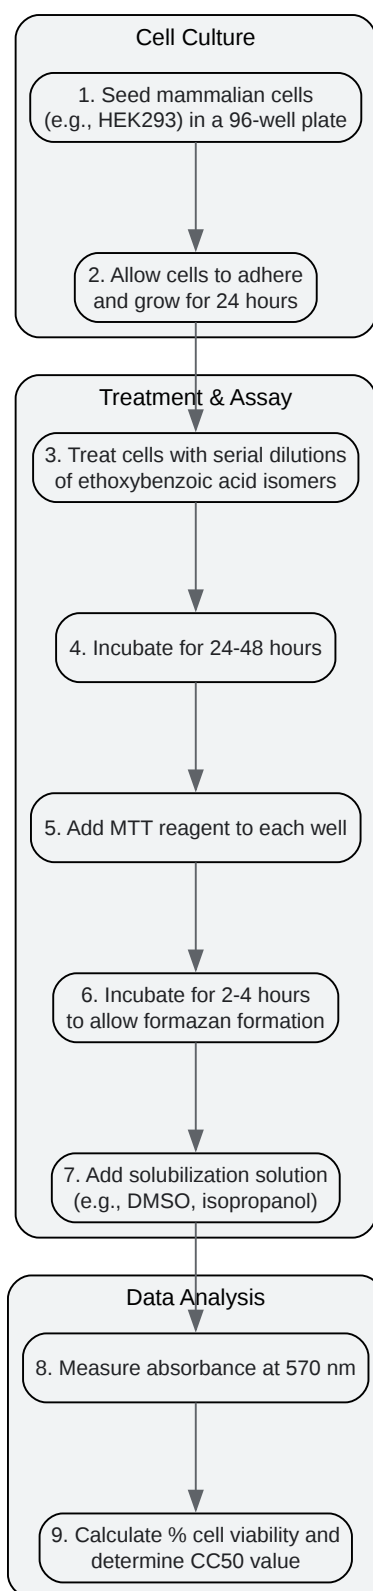 Cell Culture
1. Seed mammalian cells
(e.g., HEK293) in a 96-well plate
2. Allow cells to adhere
and grow for 24 hours
Treatment & Assay
3. Treat cells with serial dilutions
of ethoxybenzoic acid isomers
4. Incubate for 24-48 hours
5. Add MTT reagent to each well
6. Incubate for 2-4 hours
to allow formazan formation
7. Add solubilization solution
(e.g., DMSO, isopropanol)
Data Analysis
8. Measure absorbance at 570 nm
9. Calculate % cell viability and
determine CC50 value